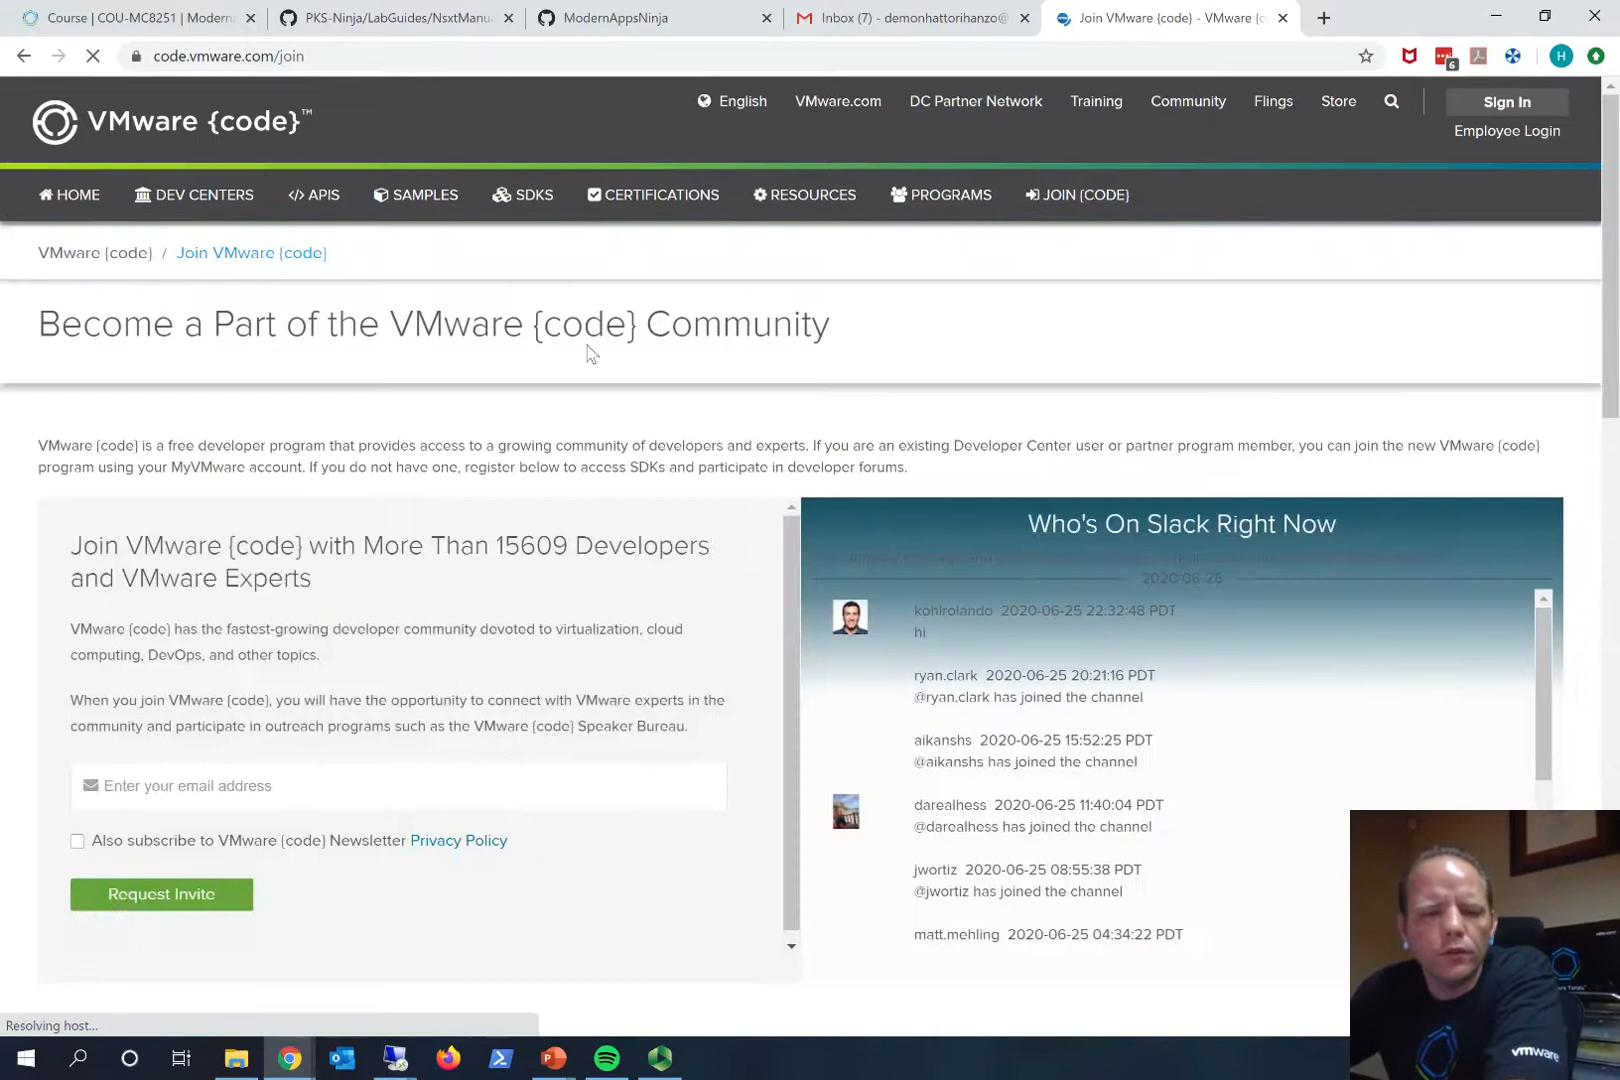 Course | COU-MC8251 | Modern
PKS-Ninja/LabGuides/NsxtManu
ModernAppsNinja
Inbox (7) - demonhattorihanzo@
Join VMware {code} - VMware {c
code.vmware.com/join
6
H
VMware {code}™
English
VMware.com
DC Partner Network
Training
Community
Flings
Store
Sign In
Employee Login
HOME
DEV CENTERS
</> APIS
SAMPLES
SDKS
CERTIFICATIONS
RESOURCES
PROGRAMS
JOIN {CODE}
VMware {code} / Join VMware {code}
Become a Part of the VMware {code} Community
VMware {code} is a free developer program that provides access to a growing community of developers and experts. If you are an existing Developer Center user or partner program member, you can join the new VMware {code}
program using your MyVMware account. If you do not have one, register below to access SDKs and participate in developer forums.
Join VMware {code} with More Than 15609 Developers
and VMware Experts
VMware {code} has the fastest-growing developer community devoted to virtualization, cloud
computing, DevOps, and other topics.
When you join VMware {code}, you will have the opportunity to connect with VMware experts in the
community and participate in outreach programs such as the VMware {code} Speaker Bureau.
Enter your email address
Also subscribe to VMware {code} Newsletter Privacy Policy
Request Invite
Who's On Slack Right Now
2020-06-26
kohlrolando 2020-06-25 22:32:48 PDT
hi
ryan.clark 2020-06-25 20:21:16 PDT
@ryan.clark has joined the channel
aikanshs 2020-06-25 15:52:25 PDT
@aikanshs has joined the channel
darealhess 2020-06-25 11:40:04 PDT
@darealhess has joined the channel
jwortiz 2020-06-25 08:55:38 PDT
@jwortiz has joined the channel
matt.mehling 2020-06-25 04:34:22 PDT
Resolving host...
vmware